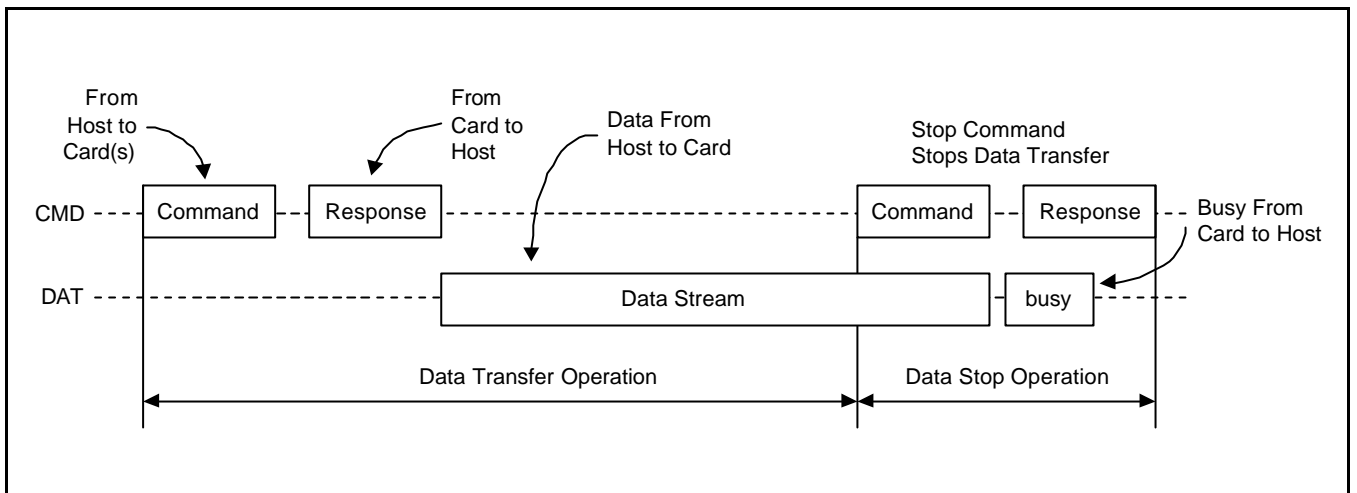 From
Host to
Card(s)
From
Card to
Host
Data From
Host to Card
Stop Command
Stops Data Transfer
CMD
Command
Response
Command
Response
Busy From
Card to Host
DAT
Data Stream
busy
Data Transfer Operation
Data Stop Operation